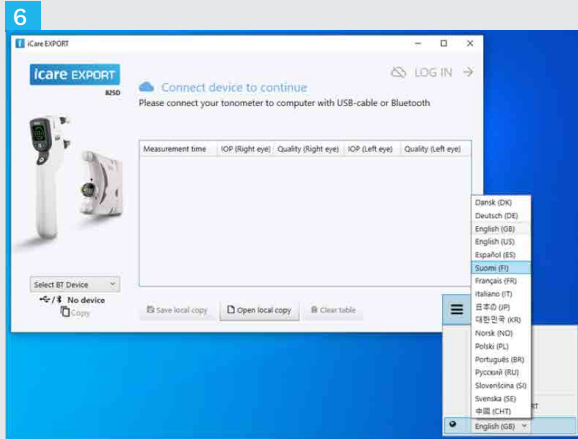 6
iCare EXPORT
icare EXPORT
825D
LOG IN
Connect device to continue
Please connect your tonometer to computer with USB-cable or Bluetooth
Measurement time IOP (Right eye) Quality (Right eye) IOP (Left eye) Quality (Left eye)
Select BT Device
/ No device
Copy
Save local copy Open local copy Clear table
Dansk (DK)
Deutsch (DE)
English (GB)
English (US)
Español (ES)
Suomi (FI)
Français (FR)
Italiano (IT)
日本の (JP)
대한민국 (KR)
Norsk (NO)
Polski (PL)
Português (BR)
Русский (RU)
Slovenščina (SI)
Svenska (SE)
中國 (CHT)
RT
English (GB)